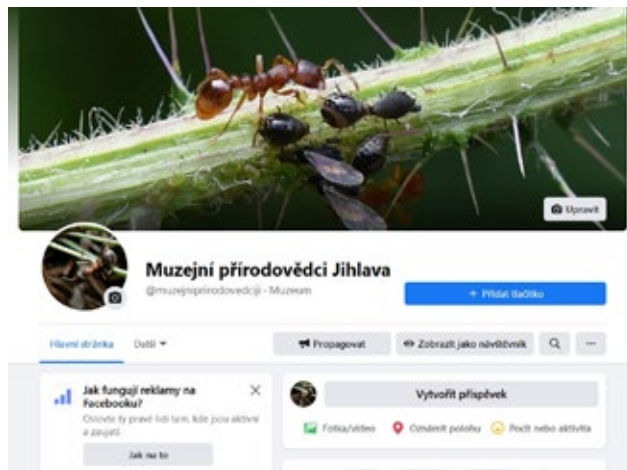 Upravit
Muzejní přírodovědci Jihlava
@muzejniprirodovedciji - Muzeum
+ Přidat tlačítko
Hlavní stránka
Další
Propagovat
Zobrazit jako návštěvník
Jak fungují reklamy na
Facebooku?
Oslovte ty pravé lidi tam, kde jsou aktivní
a zaujatí.
Jak na to
Vytvořit příspěvek
Fotka/video
Oznámit polohu
Pocit nebo aktivita